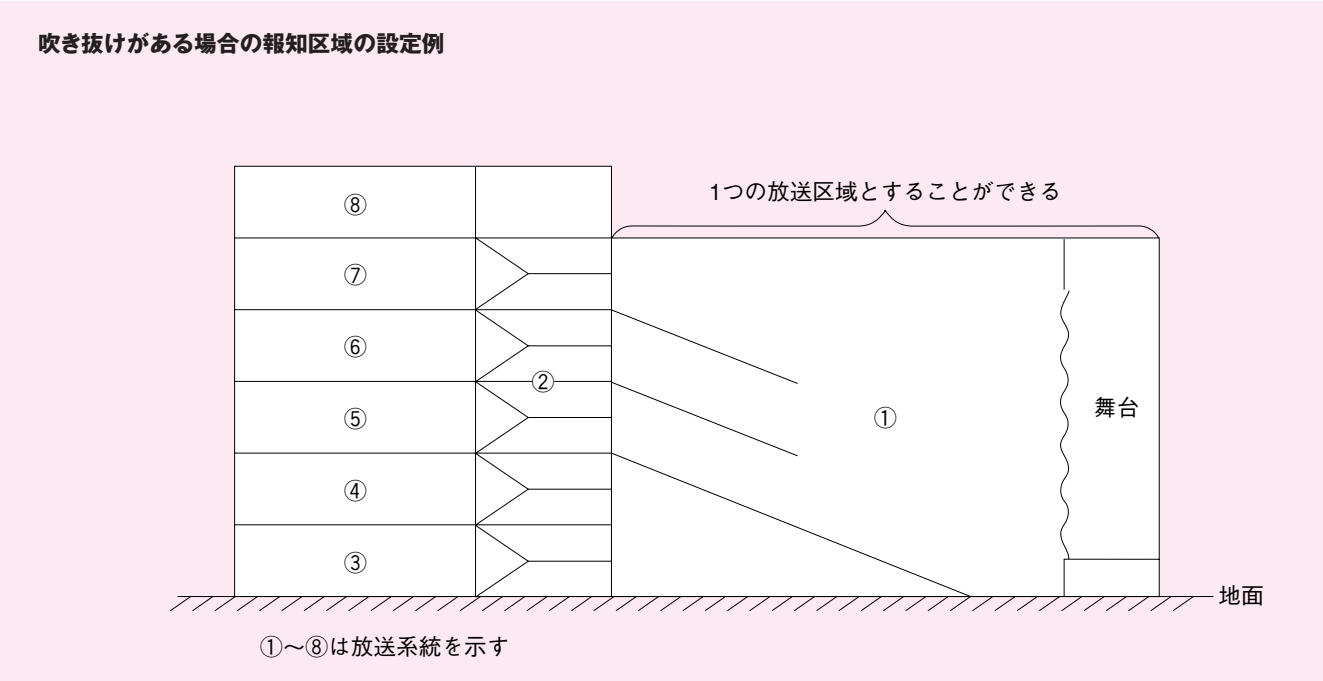 吹き抜けがある場合の報知区域の設定例
1つの放送区域とすることができる
⑧
⑦
⑥
②
⑤
①
舞台
④
③
地面
①～⑧は放送系統を示す